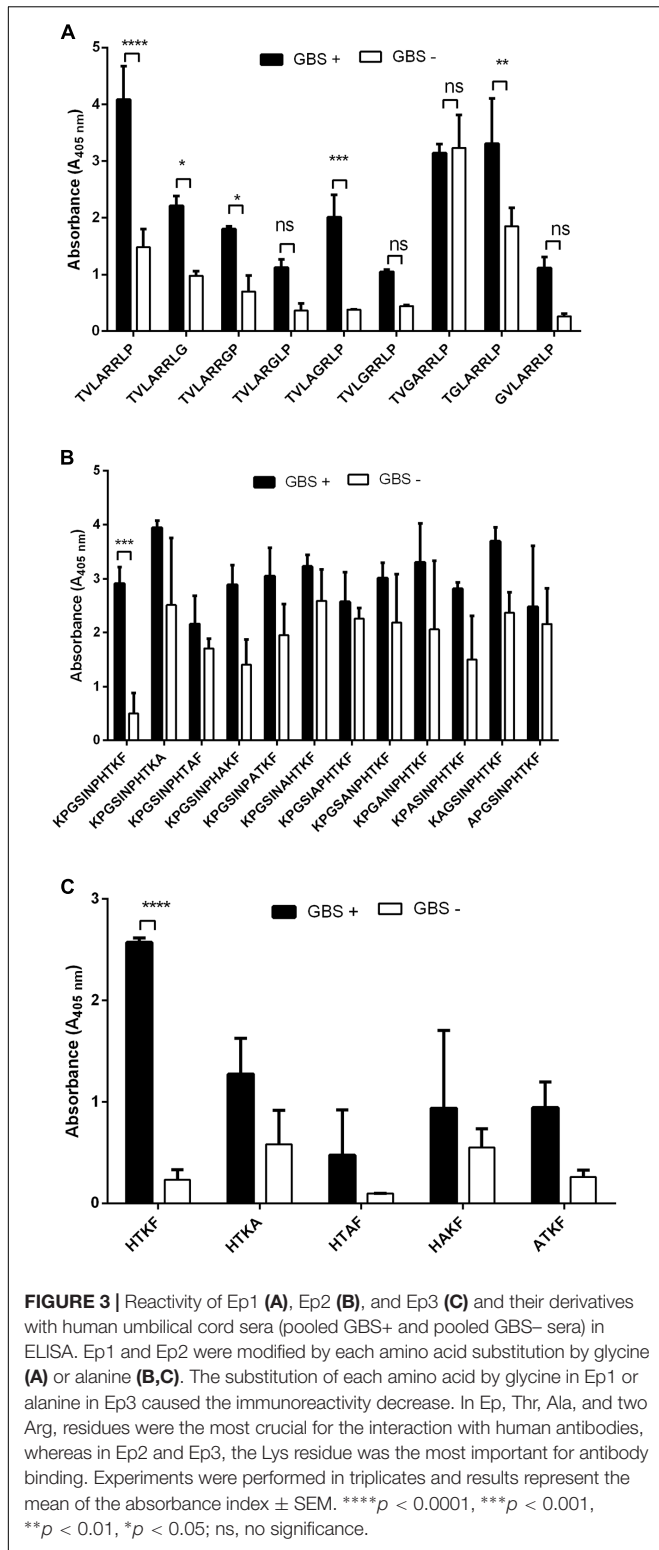 A
GBS + GBS -
**** * * ns *** ns ns ** ns
Absorbance (A405 nm)
5
4
3
2
1
0
TVLARRLP TVLARRLG TVLARRGP TVLARGLP TVLAGRLP TVLGRRLP TVGARRLP TGLARRLP GVLARRLP
B
GBS + GBS -
***
Absorbance (A405 nm)
5
4
3
2
1
0
KPGSINPHTKF KPGSINPHTKA KPGSINPHTAF KPGSINPHAKF KPGSINPATKF KPGSINAHTKF KPGSIAPHTKF KPGSANPHTKF KPGAINPHTKF KPASINPHTKF KAGSINPHTKF APGSINPHTKF
C
GBS + GBS -
****
Absorbance (A405 nm)
3
2
1
0
HTKF HTKA HTAF HAKF ATKF
FIGURE 3 | Reactivity of Ep1 (A), Ep2 (B), and Ep3 (C) and their derivatives
with human umbilical cord sera (pooled GBS+ and pooled GBS– sera) in
ELISA. Ep1 and Ep2 were modified by each amino acid substitution by glycine
(A) or alanine (B,C). The substitution of each amino acid by glycine in Ep1 or
alanine in Ep3 caused the immunoreactivity decrease. In Ep, Thr, Ala, and two
Arg, residues were the most crucial for the interaction with human antibodies,
whereas in Ep2 and Ep3, the Lys residue was the most important for antibody
binding. Experiments were performed in triplicates and results represent the
mean of the absorbance index ± SEM. ****p < 0.0001, ***p < 0.001,
**p < 0.01, *p < 0.05; ns, no significance.